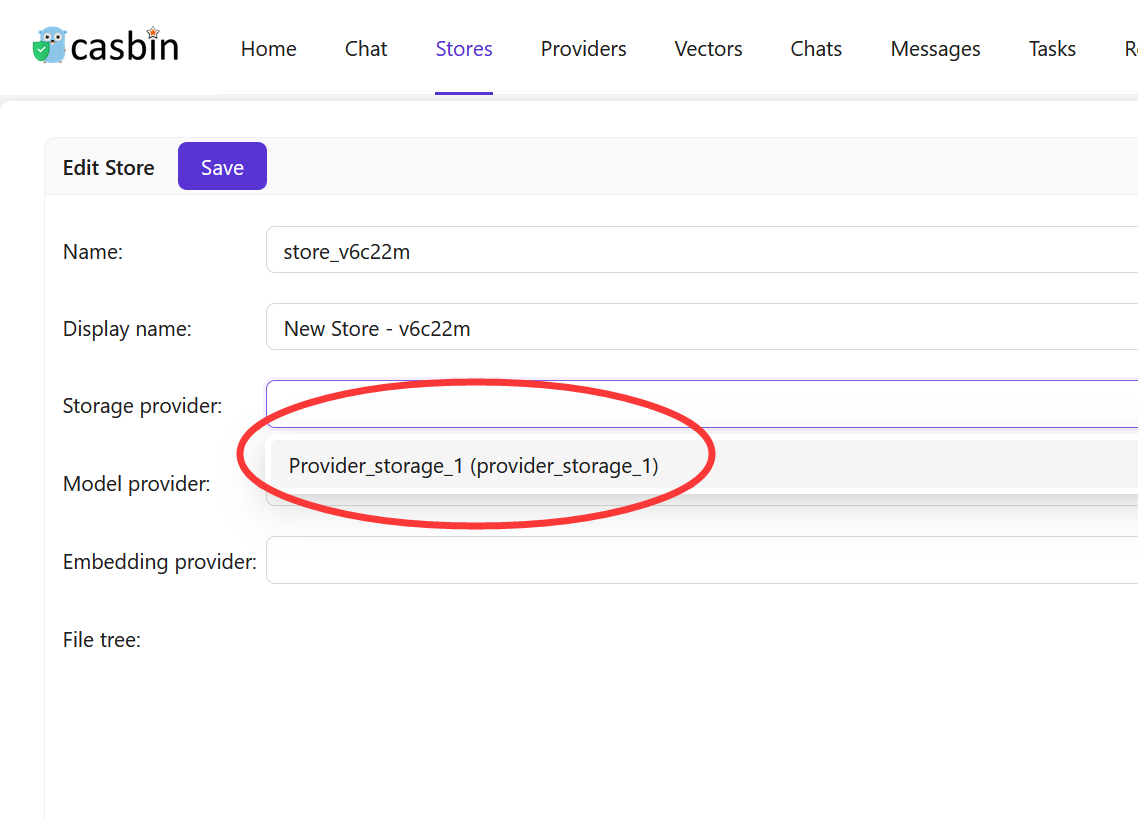 casbin Home Chat Stores Providers Vectors Chats Messages Tasks
Edit Store Save
Name: store_v6c22m
Display name: New Store - v6c22m
Storage provider:
Provider_storage_1 (provider_storage_1)
Model provider:
Embedding provider:
File tree: